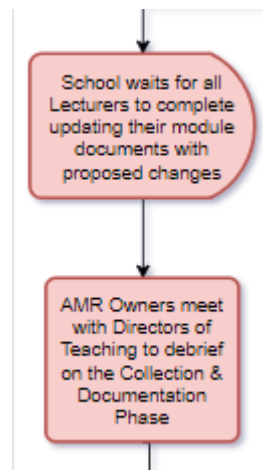 School waits for all
Lecturers to complete
updating their module
documents with
proposed changes
AMR Owners meet
with Directors of
Teaching to debrief
on the Collection &
Documentation
Phase